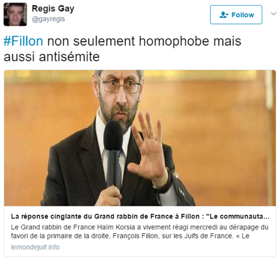 Regis Gay
@gayregis
Follow
#Fillon non seulement homophobe mais
aussi antisémite
La réponse cinglante du Grand rabbin de France à Fillon : "Le communauta...
Le Grand rabbin de France Haïm Korsia a vivement réagi mercredi au dérapage du
favori de la primaire de la droite, François Fillon, sur les Juifs de France. « Le
lemondejuif.info